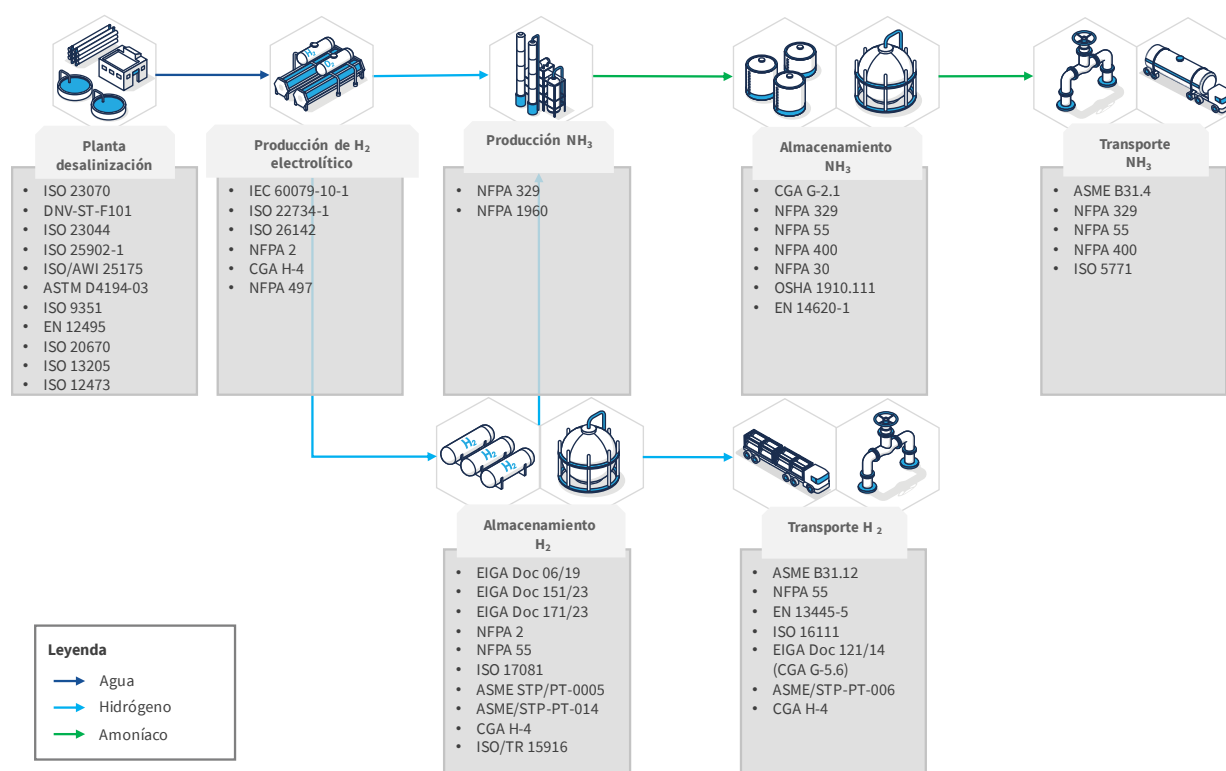 H₂
O₂
Planta
desalinización
• ISO 23070
• DNV-ST-F101
• ISO 23044
• ISO 25902-1
• ISO/AWI 25175
• ASTM D4194-03
• ISO 9351
• EN 12495
• ISO 20670
• ISO 13205
• ISO 12473
Producción de H₂
electrolítico
• IEC 60079-10-1
• ISO 22734-1
• ISO 26142
• NFPA 2
• CGA H-4
• NFPA 497
Producción NH₃
• NFPA 329
• NFPA 1960
Almacenamiento
NH₃
• CGA G-2.1
• NFPA 329
• NFPA 55
• NFPA 400
• NFPA 30
• OSHA 1910.111
• EN 14620-1
Transporte
NH₃
• ASME B31.4
• NFPA 329
• NFPA 55
• NFPA 400
• ISO 5771
H₂
H₂
H₂
Almacenamiento
H₂
• EIGA Doc 06/19
• EIGA Doc 151/23
• EIGA Doc 171/23
• NFPA 2
• NFPA 55
• ISO 17081
• ASME STP/PT-0005
• ASME/STP-PT-014
• CGA H-4
• ISO/TR 15916
Transporte H ₂
• ASME B31.12
• NFPA 55
• EN 13445-5
• ISO 16111
• EIGA Doc 121/14
(CGA G-5.6)
• ASME/STP-PT-006
• CGA H-4
Leyenda
Agua
Hidrógeno
Amoníaco